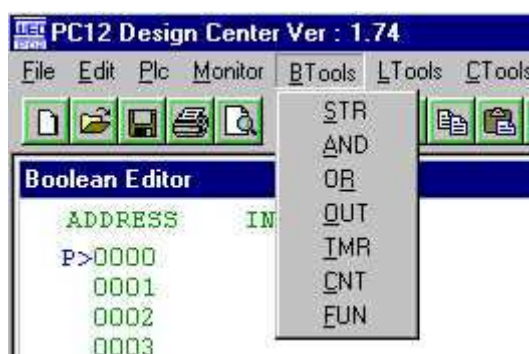 PC12 Design Center Ver : 1.74
File Edit Plc Monitor BTools LTools CTools
STR
AND
OR
OUT
TMR
CNT
FUN
Boolean Editor
ADDRESS IN
P>0000
0001
0002
0003